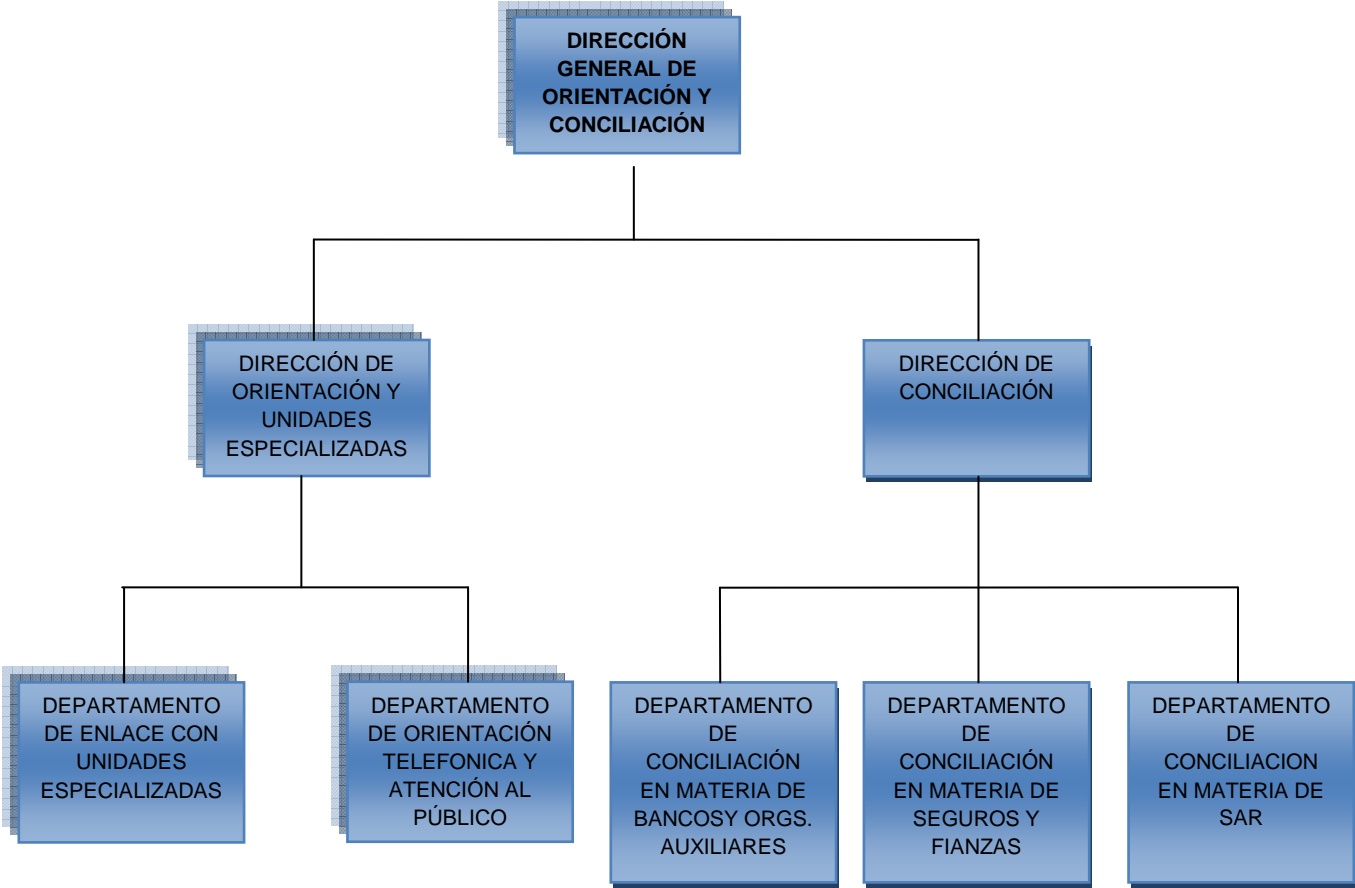 DIRECCIÓN
GENERAL DE
ORIENTACIÓN Y
CONCILIACIÓN
DIRECCIÓN DE
ORIENTACIÓN Y
UNIDADES
ESPECIALIZADAS
DIRECCIÓN DE
CONCILIACIÓN
DEPARTAMENTO
DE ENLACE CON
UNIDADES
ESPECIALIZADAS
DEPARTAMENTO
DE ORIENTACIÓN
TELEFONICA Y
ATENCIÓN AL
PÚBLICO
DEPARTAMENTO
DE
CONCILIACIÓN
EN MATERIA DE
BANCOSY ORGS.
AUXILIARES
DEPARTAMENTO
DE
CONCILIACIÓN
EN MATERIA DE
SEGUROS Y
FIANZAS
DEPARTAMENTO
DE
CONCILIACION
EN MATERIA DE
SAR